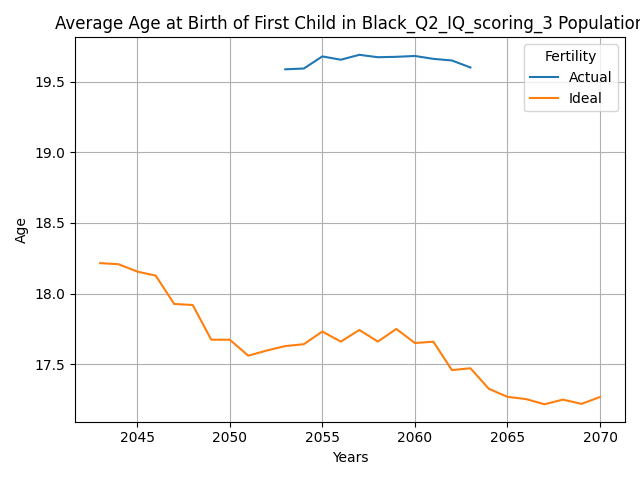 Average Age at Birth of First Child in Black_Q2_IQ_scoring_3 Population
Fertility
Actual
Ideal
19.5
19.0
18.5
18.0
17.5
Age
2045 2050 2055 2060 2065 2070
Years